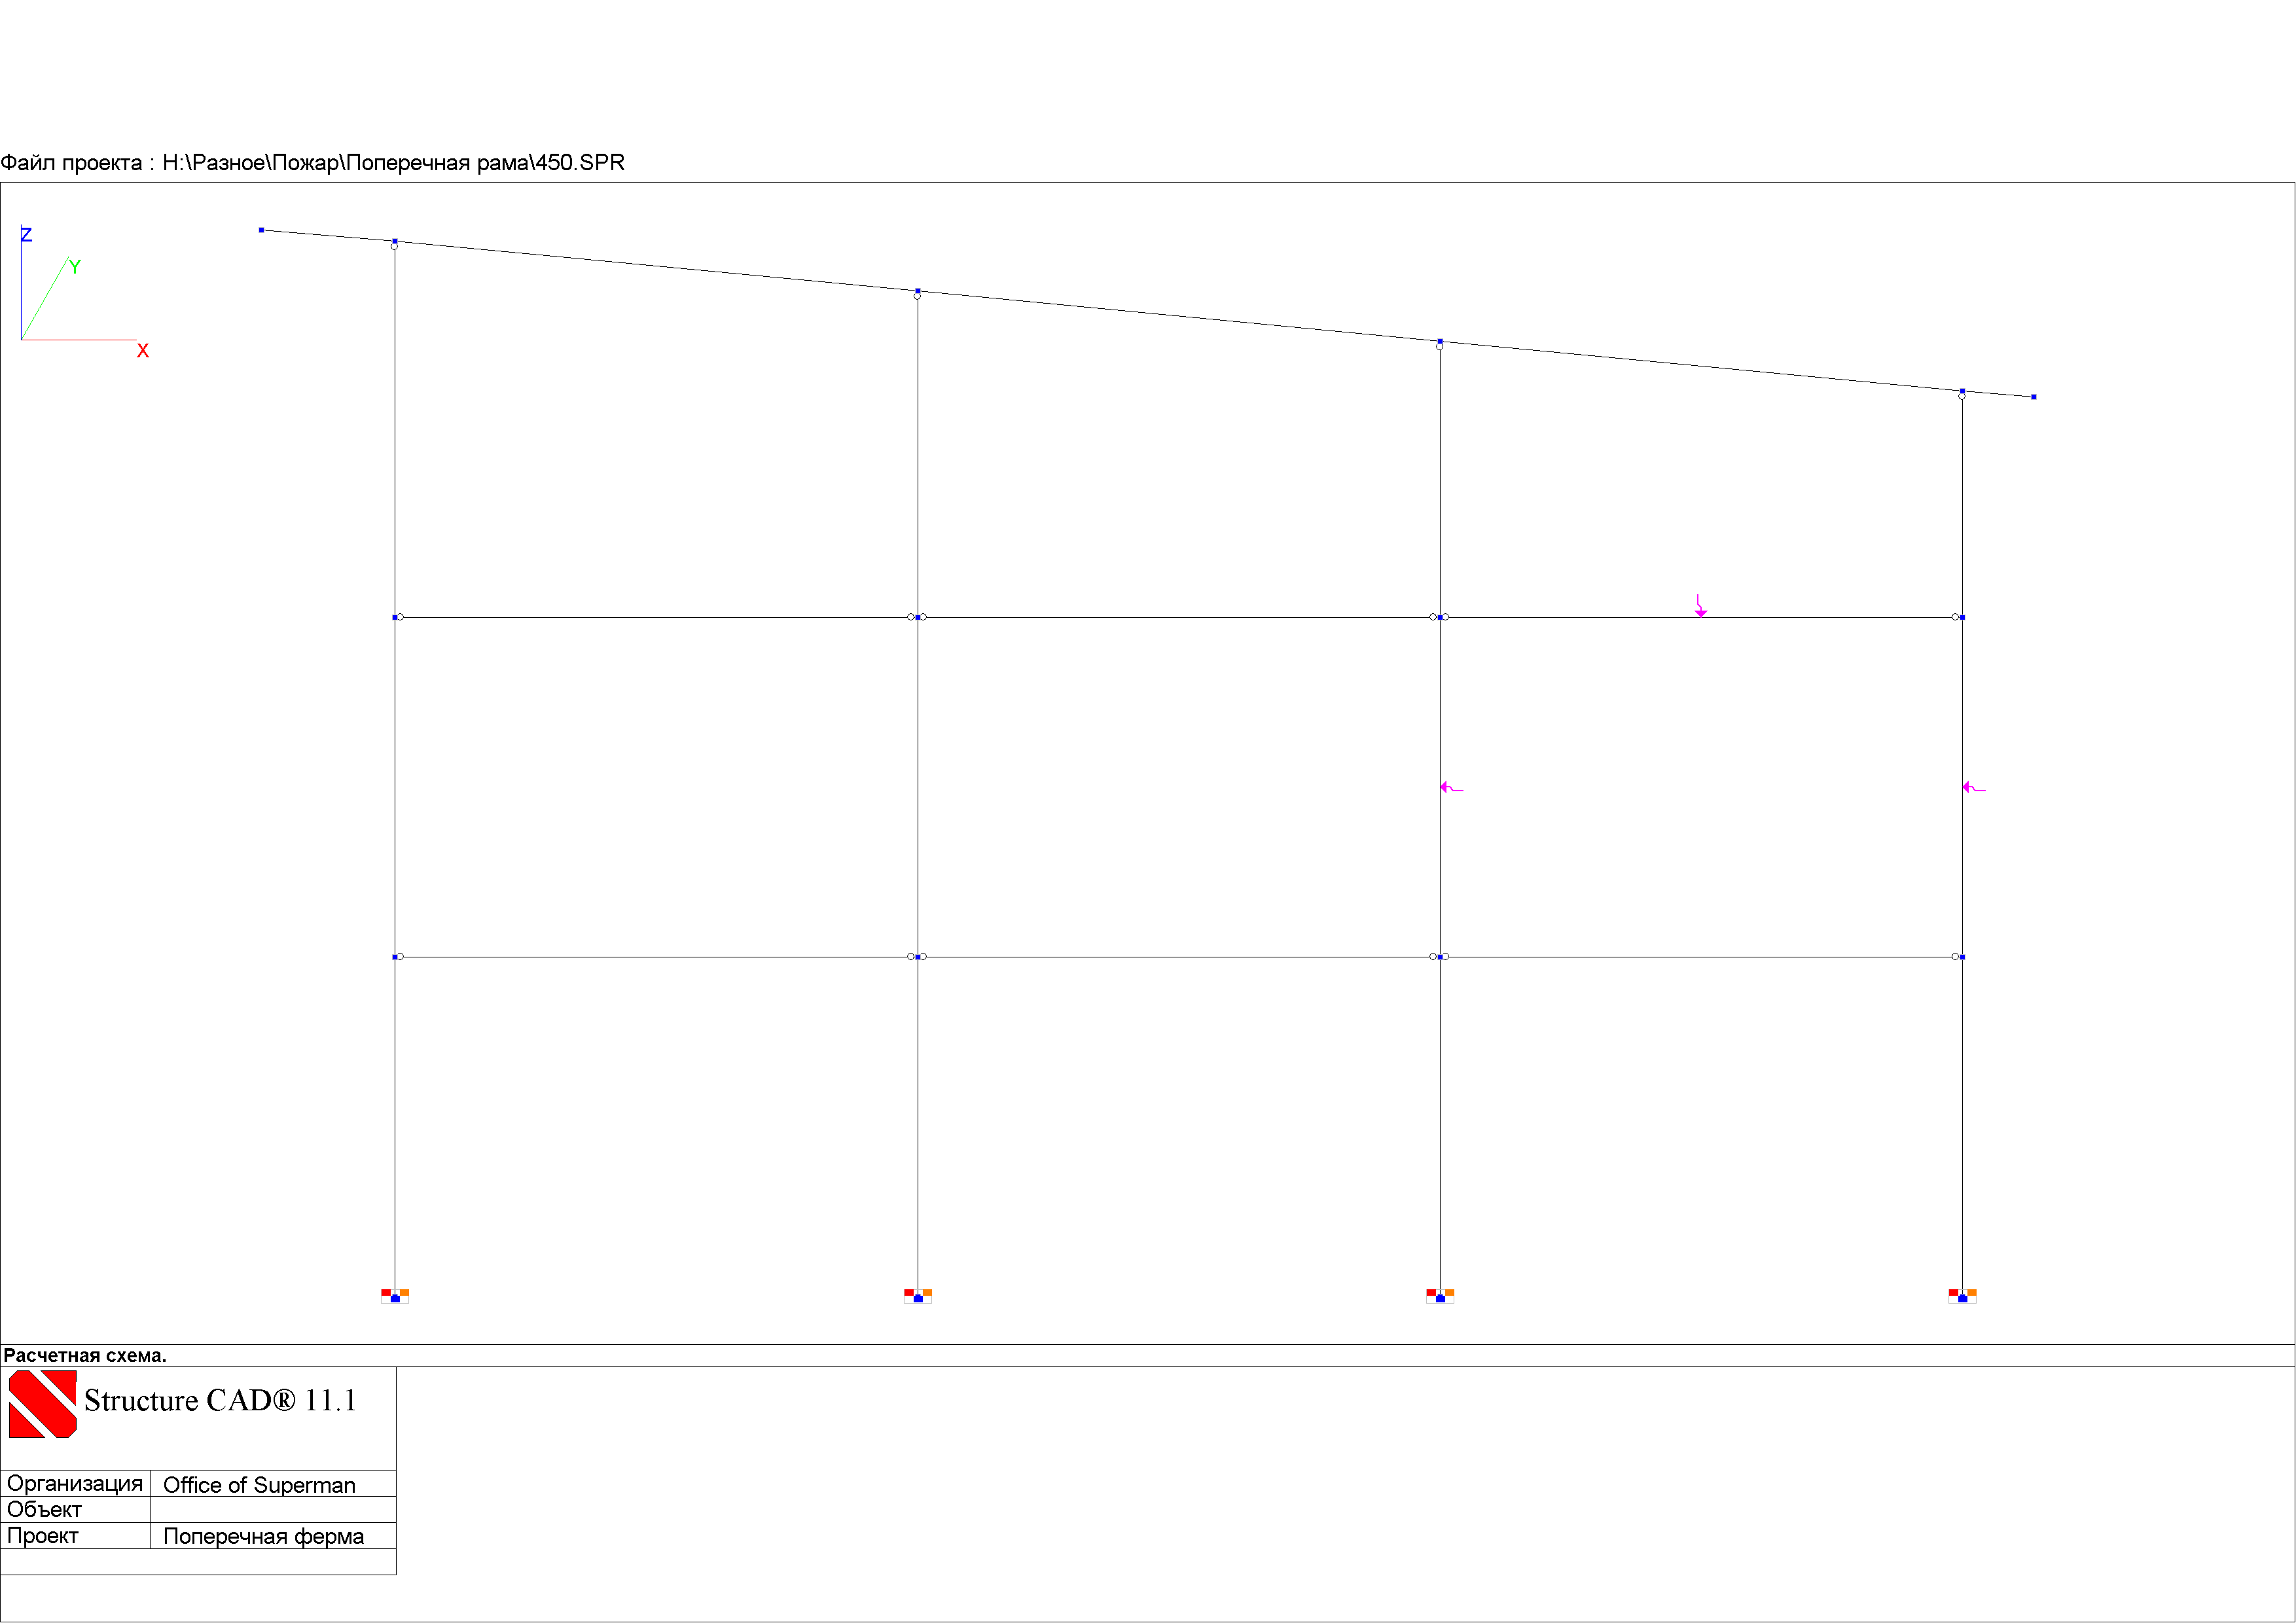 Файл проекта : H:\Разное\Пожар\Поперечная рама\450.SPR
Z
Y
X
Расчетная схема.
Structure CAD® 11.1
Организация Office of Superman
Объект
Проект Поперечная ферма